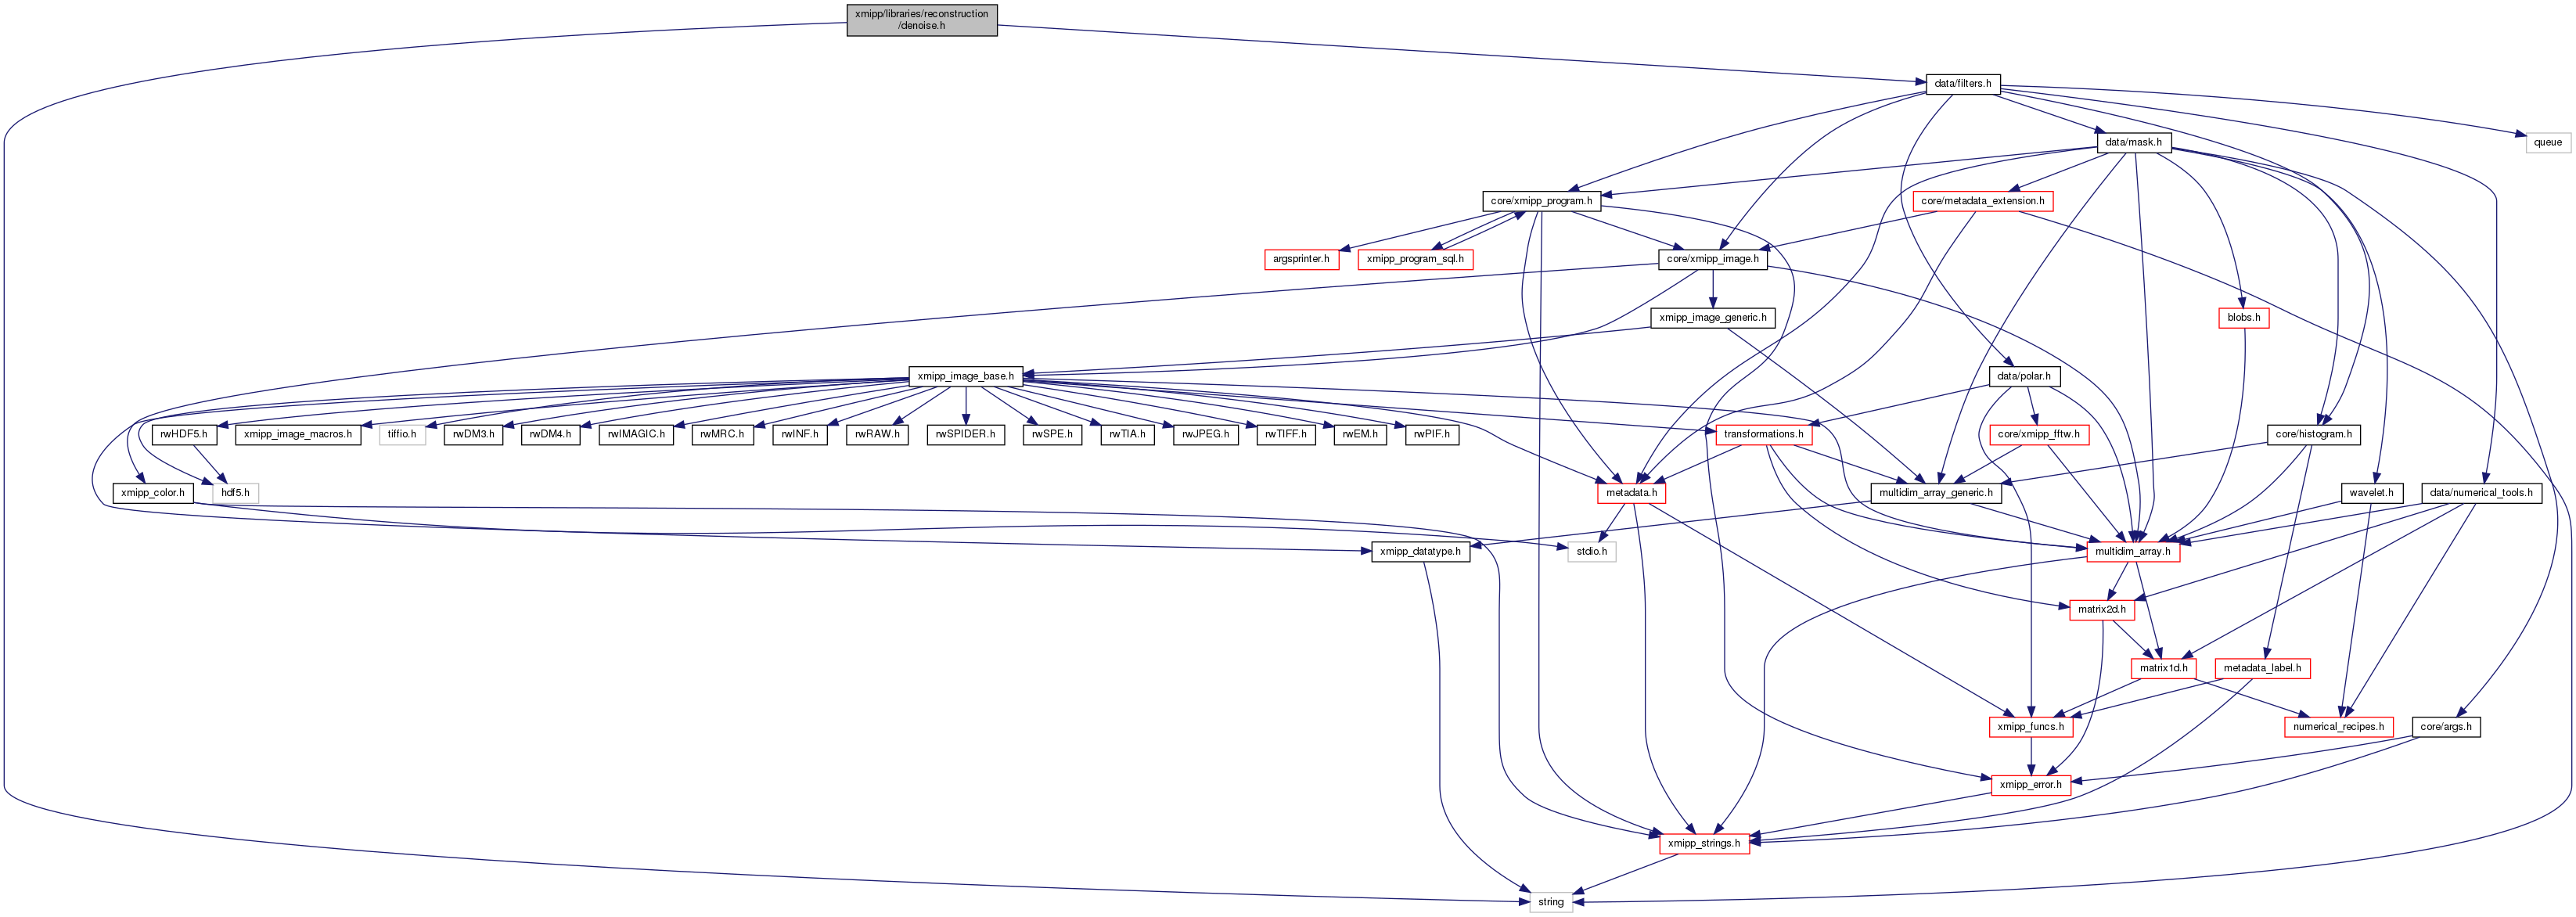 xmipp/libraries/reconstruction
/denoise.h
data/filters.h
queue
data/mask.h
core/xmipp_program.h
core/metadata_extension.h
argsprinter.h
xmipp_program_sql.h
core/xmipp_image.h
xmipp_image_generic.h
blobs.h
xmipp_image_base.h
data/polar.h
rwHDF5.h
xmipp_image_macros.h
tiffio.h
rwDM3.h
rwDM4.h
rwIMAGIC.h
rwMRC.h
rwINF.h
rwRAW.h
rwSPIDER.h
rwSPE.h
rwTIA.h
rwJPEG.h
rwTIFF.h
rwEM.h
rwPIF.h
transformations.h
core/xmipp_fftw.h
core/histogram.h
xmipp_color.h
hdf5.h
metadata.h
multidim_array_generic.h
wavelet.h
data/numerical_tools.h
xmipp_datatype.h
stdio.h
multidim_array.h
matrix2d.h
matrix1d.h
metadata_label.h
xmipp_funcs.h
numerical_recipes.h
core/args.h
xmipp_error.h
xmipp_strings.h
string